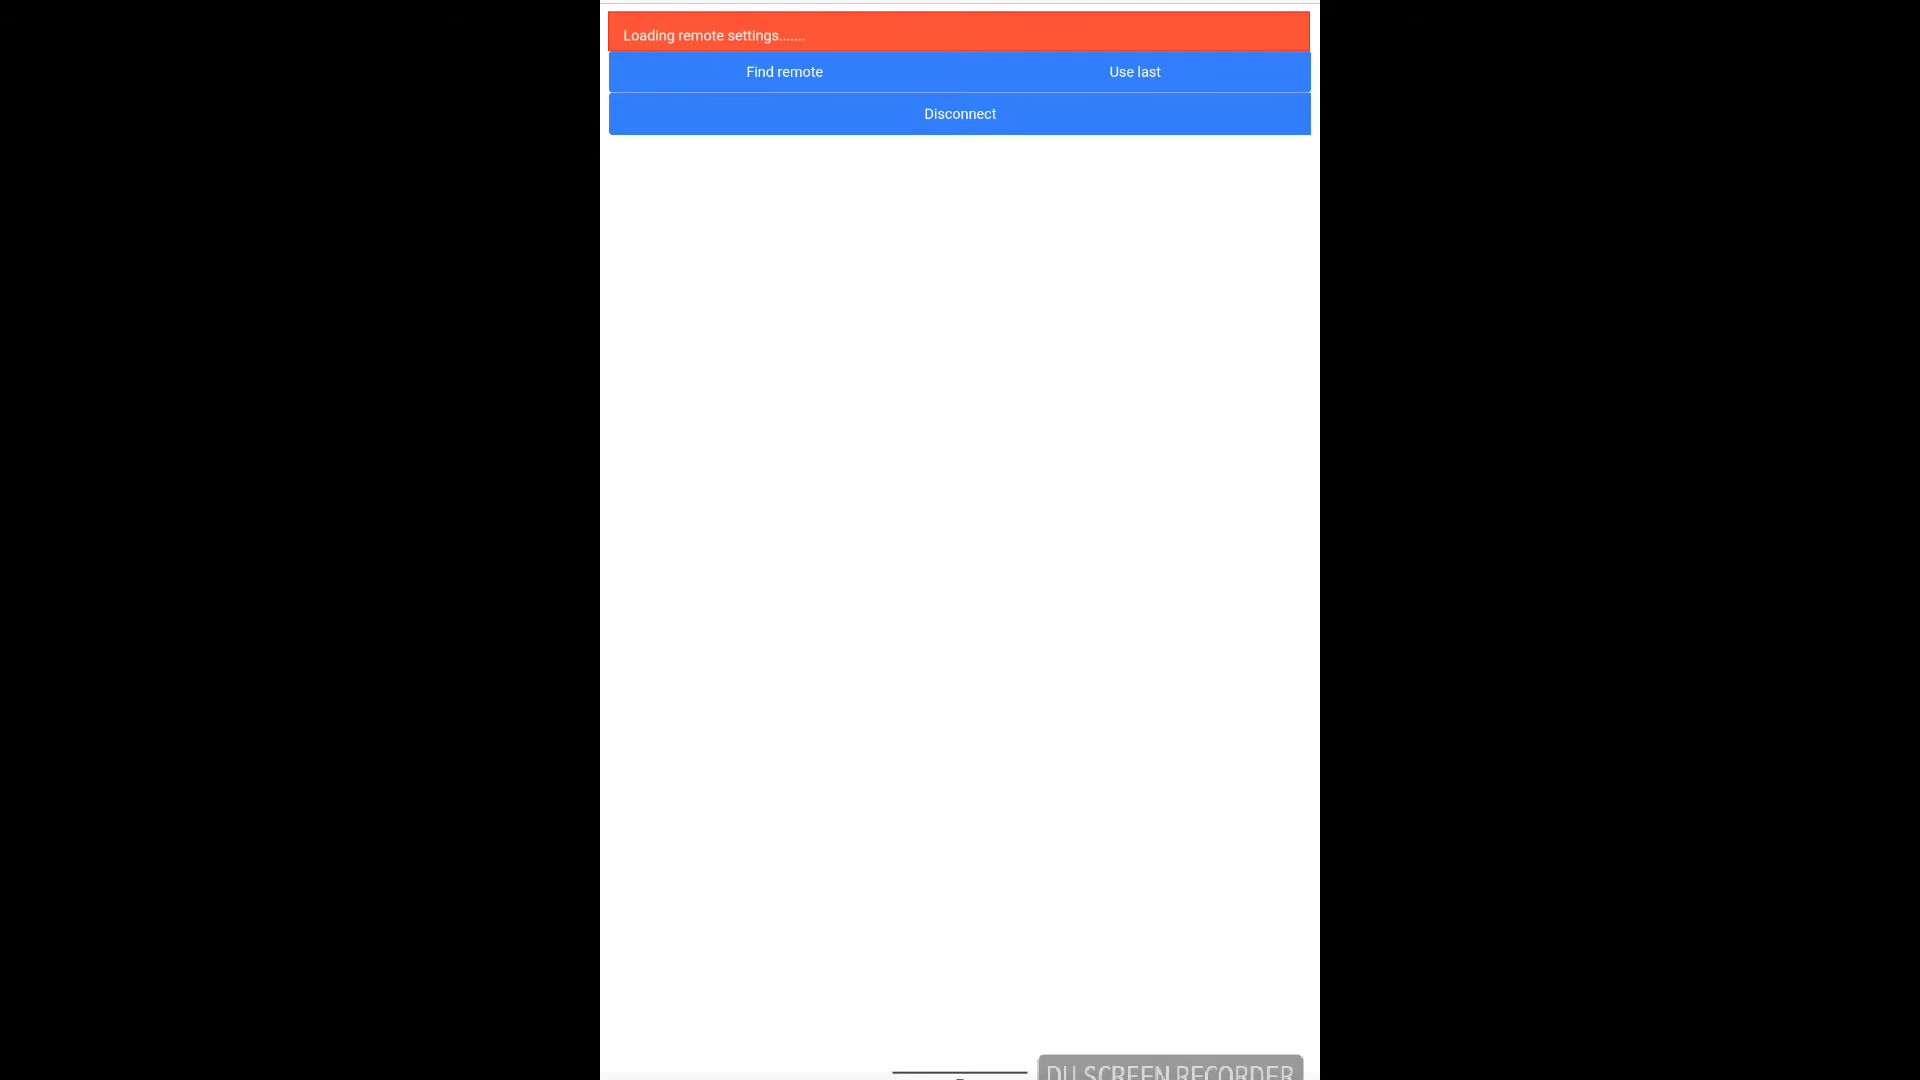 Loading remote settings.......
Find remote
Use last
Disconnect
DU SCREEN RECORDER